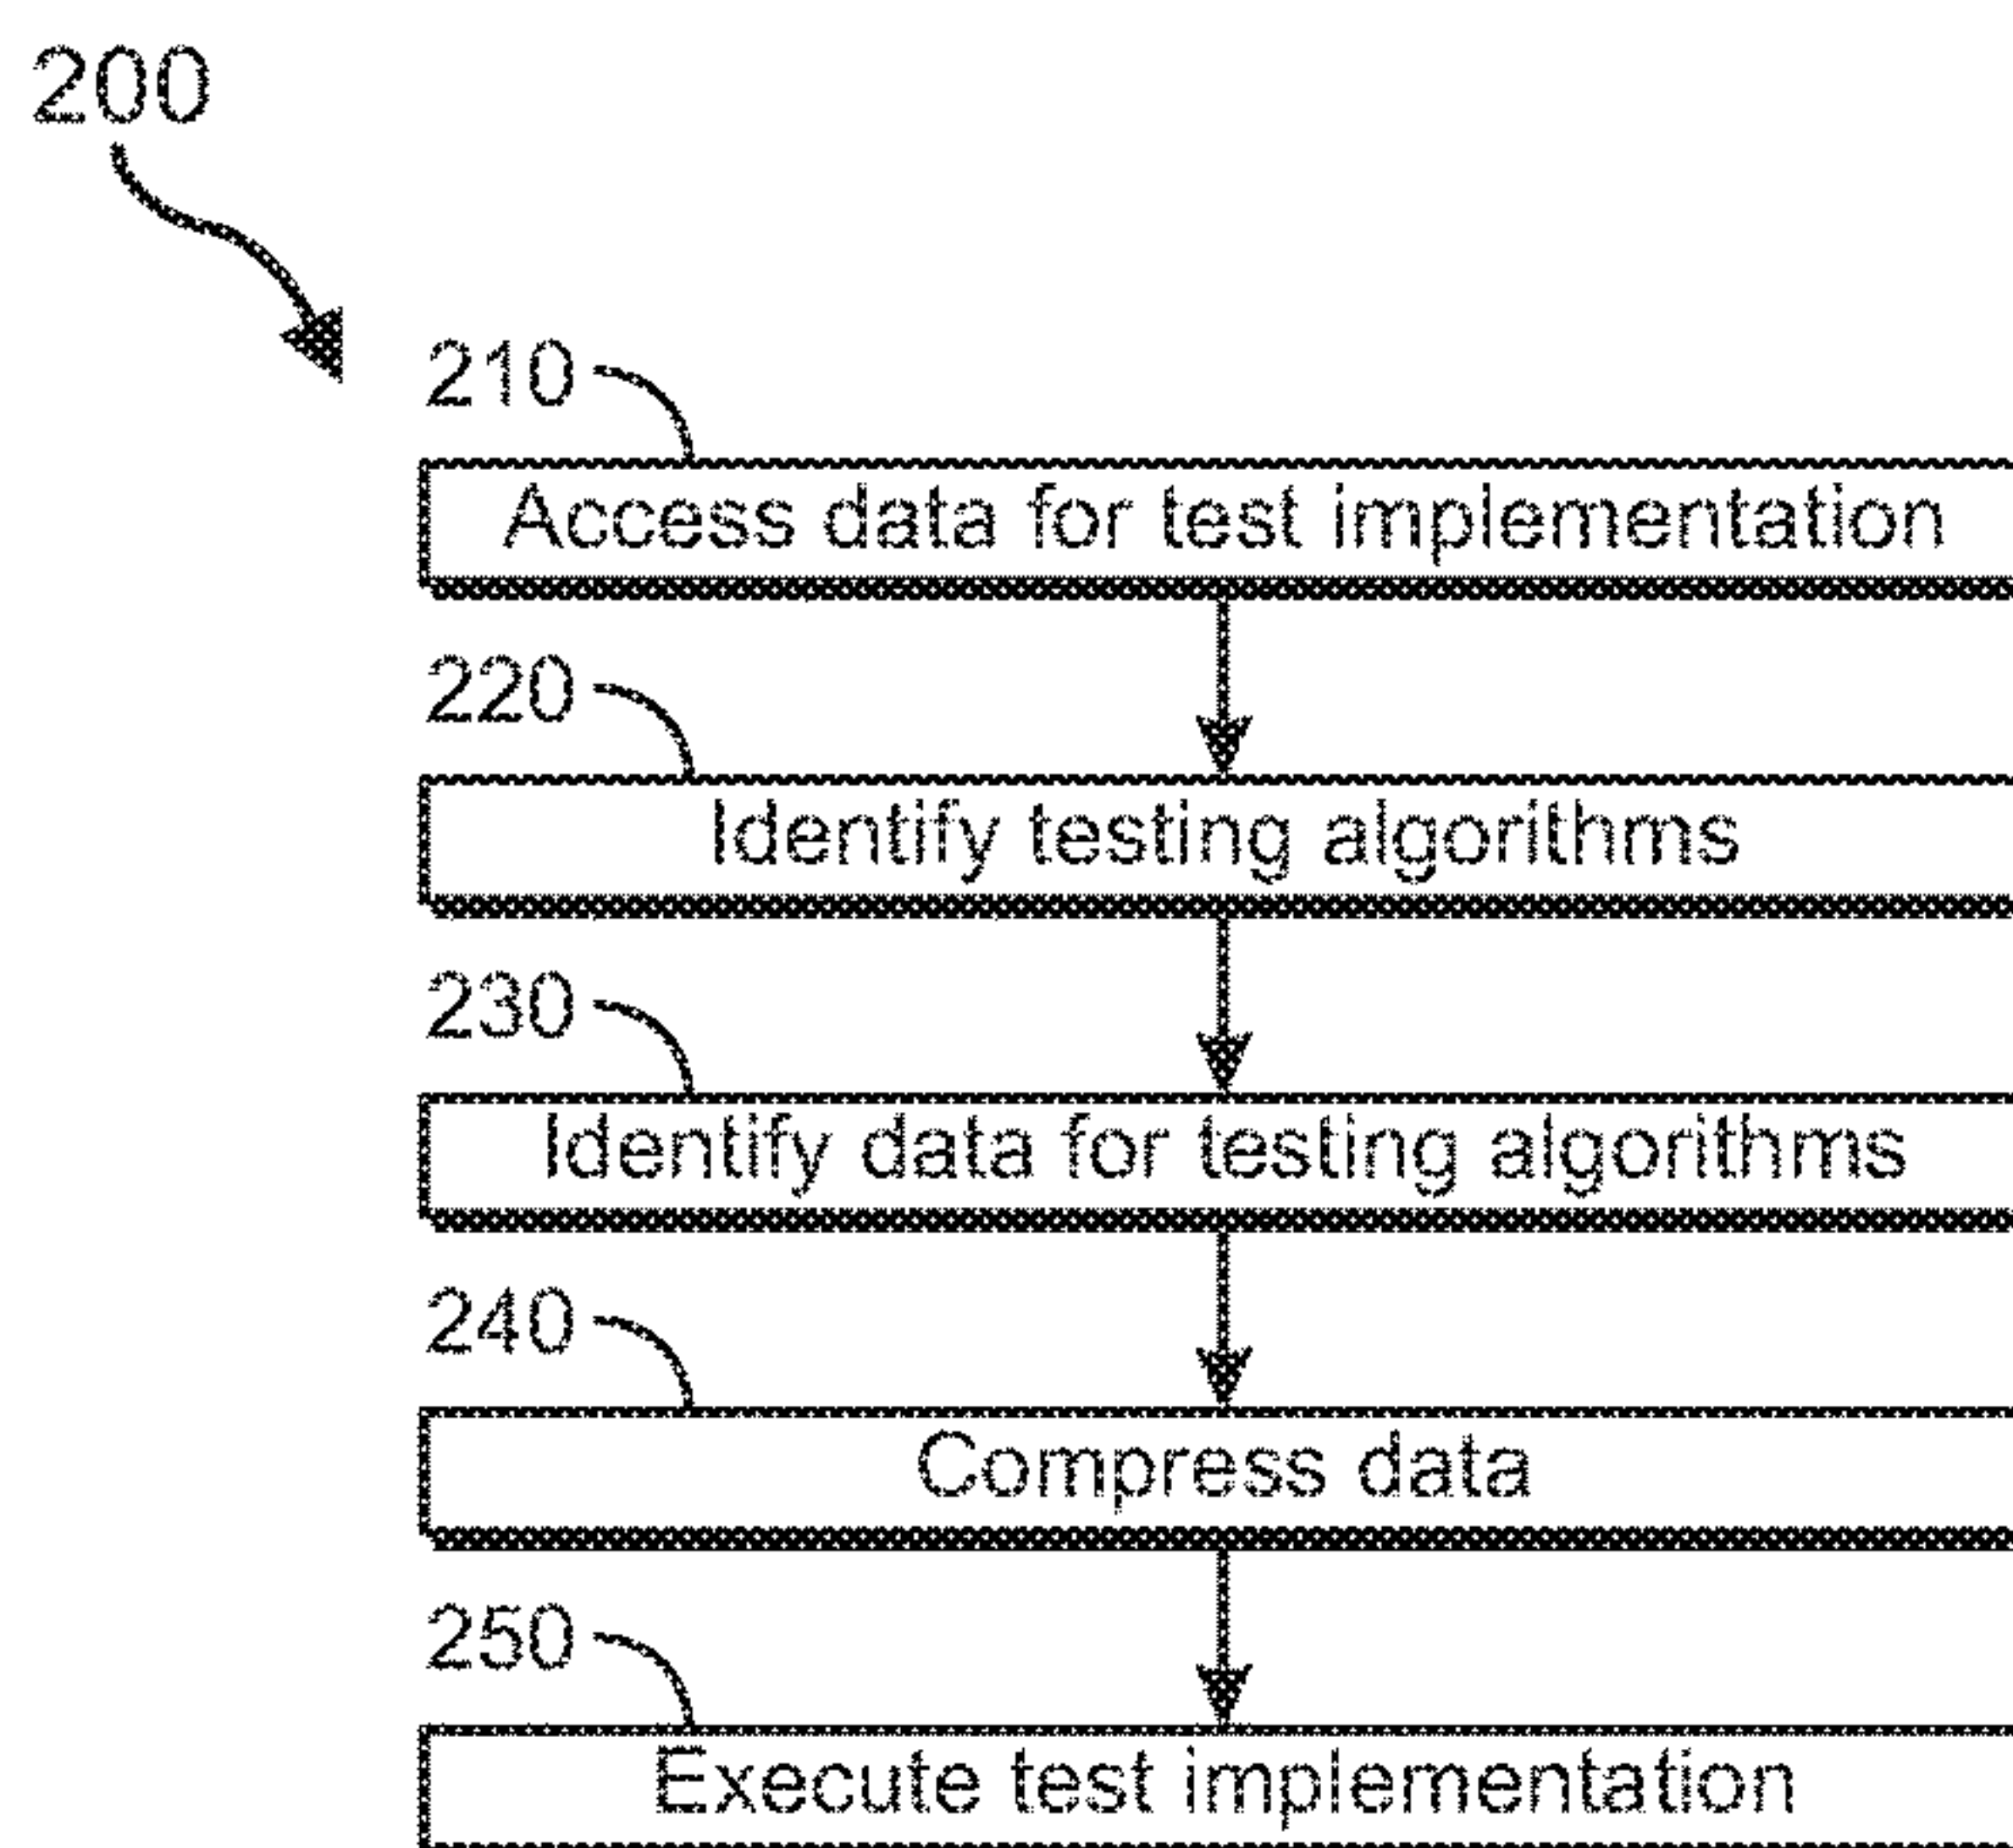 200
210
Access data for test implementation
220
Identify testing algorithms
230
Identify data for testing algorithms
240
Compress data
250
Execute test implementation